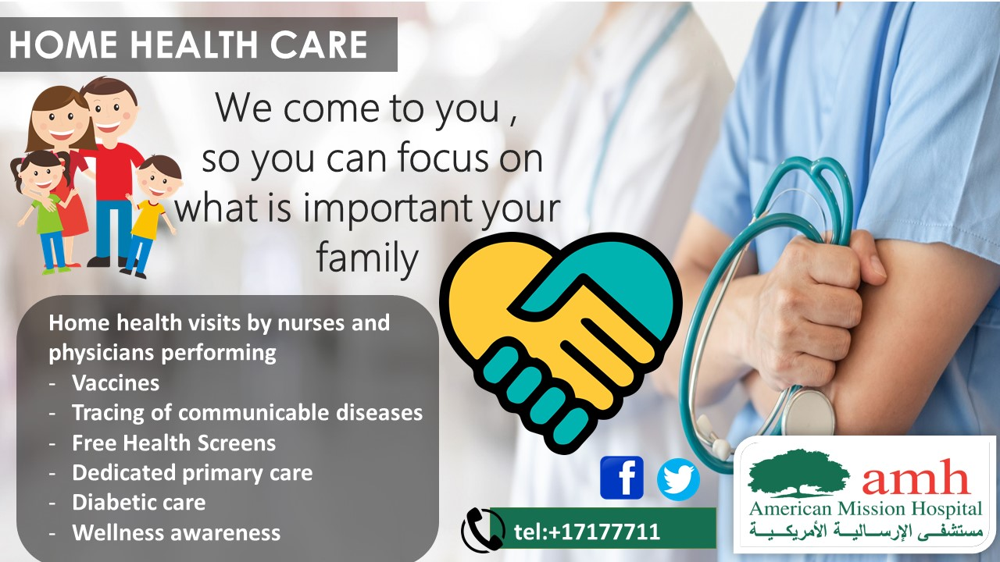 HOME HEALTH CARE
We come to you ,
so you can focus on
what is important your
family
Home health visits by nurses and
physicians performing
- Vaccines
- Tracing of communicable diseases
- Free Health Screens
- Dedicated primary care
- Diabetic care
- Wellness awareness
f
tel:+17177711
amh
American Mission Hospital
مستشفى الإرسالية الأمريكية